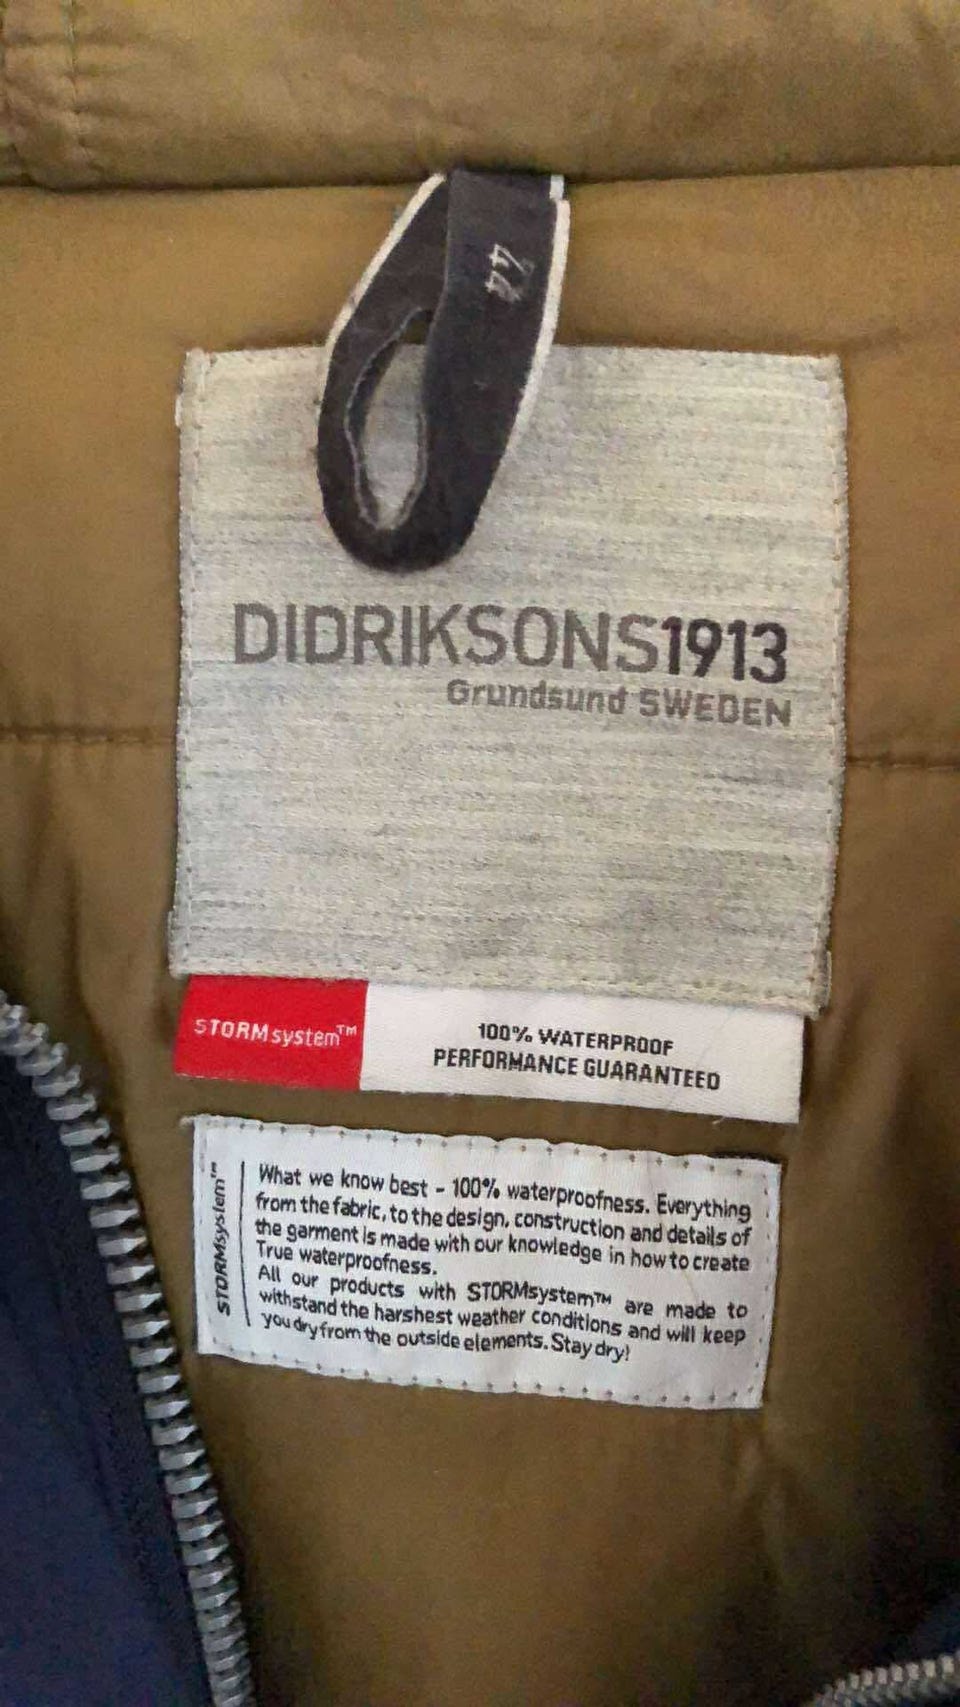 44
DIDRIKSONS1913
Grundsund SWEDEN
STORMsystem™
100% WATERPROOF
PERFORMANCE GUARANTEED
STORMsystem™
What we know best - 100% waterproofness. Everything
from the fabric, to the design, construction and details of
the garment is made with our knowledge in how to create
True waterproofness.
All our products with STORMsystem™ are made to
withstand the harshest weather conditions and will keep
you dry from the outside elements. Stay dry!